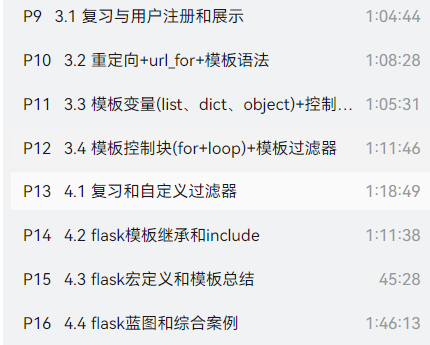 P9 3.1 复习与用户注册和展示 1:04:44
P10 3.2 重定向+url_for+模板语法 1:08:28
P11 3.3 模板变量(list、dict、object)+控制... 1:05:31
P12 3.4 模板控制块(for+loop)+模板过滤器 1:11:46
P13 4.1 复习和自定义过滤器 1:18:49
P14 4.2 flask模板继承和include 1:11:38
P15 4.3 flask宏定义和模板总结 45:28
P16 4.4 flask蓝图和综合案例 1:46:13